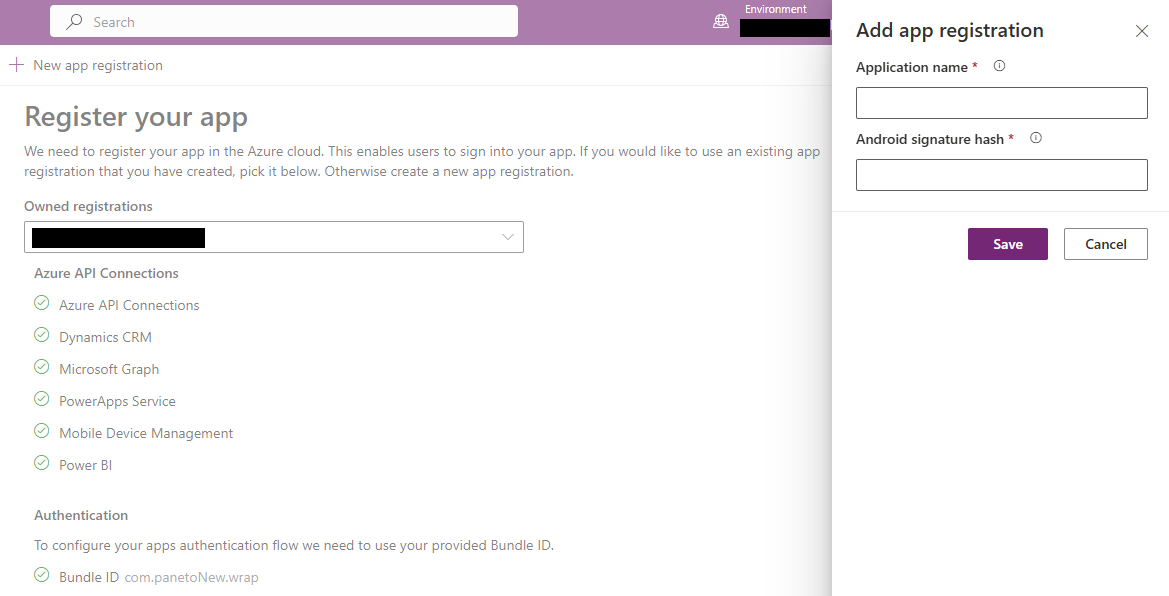 Search
Environment
New app registration
Register your app
We need to register your app in the Azure cloud. This enables users to sign into your app. If you would like to use an existing app
registration that you have created, pick it below. Otherwise create a new app registration.
Owned registrations
Azure API Connections
Azure API Connections
Dynamics CRM
Microsoft Graph
PowerApps Service
Mobile Device Management
Power BI
Authentication
To configure your apps authentication flow we need to use your provided Bundle ID.
Bundle ID com.panetoNew.wrap
Add app registration
Application name *
Android signature hash *
Save
Cancel